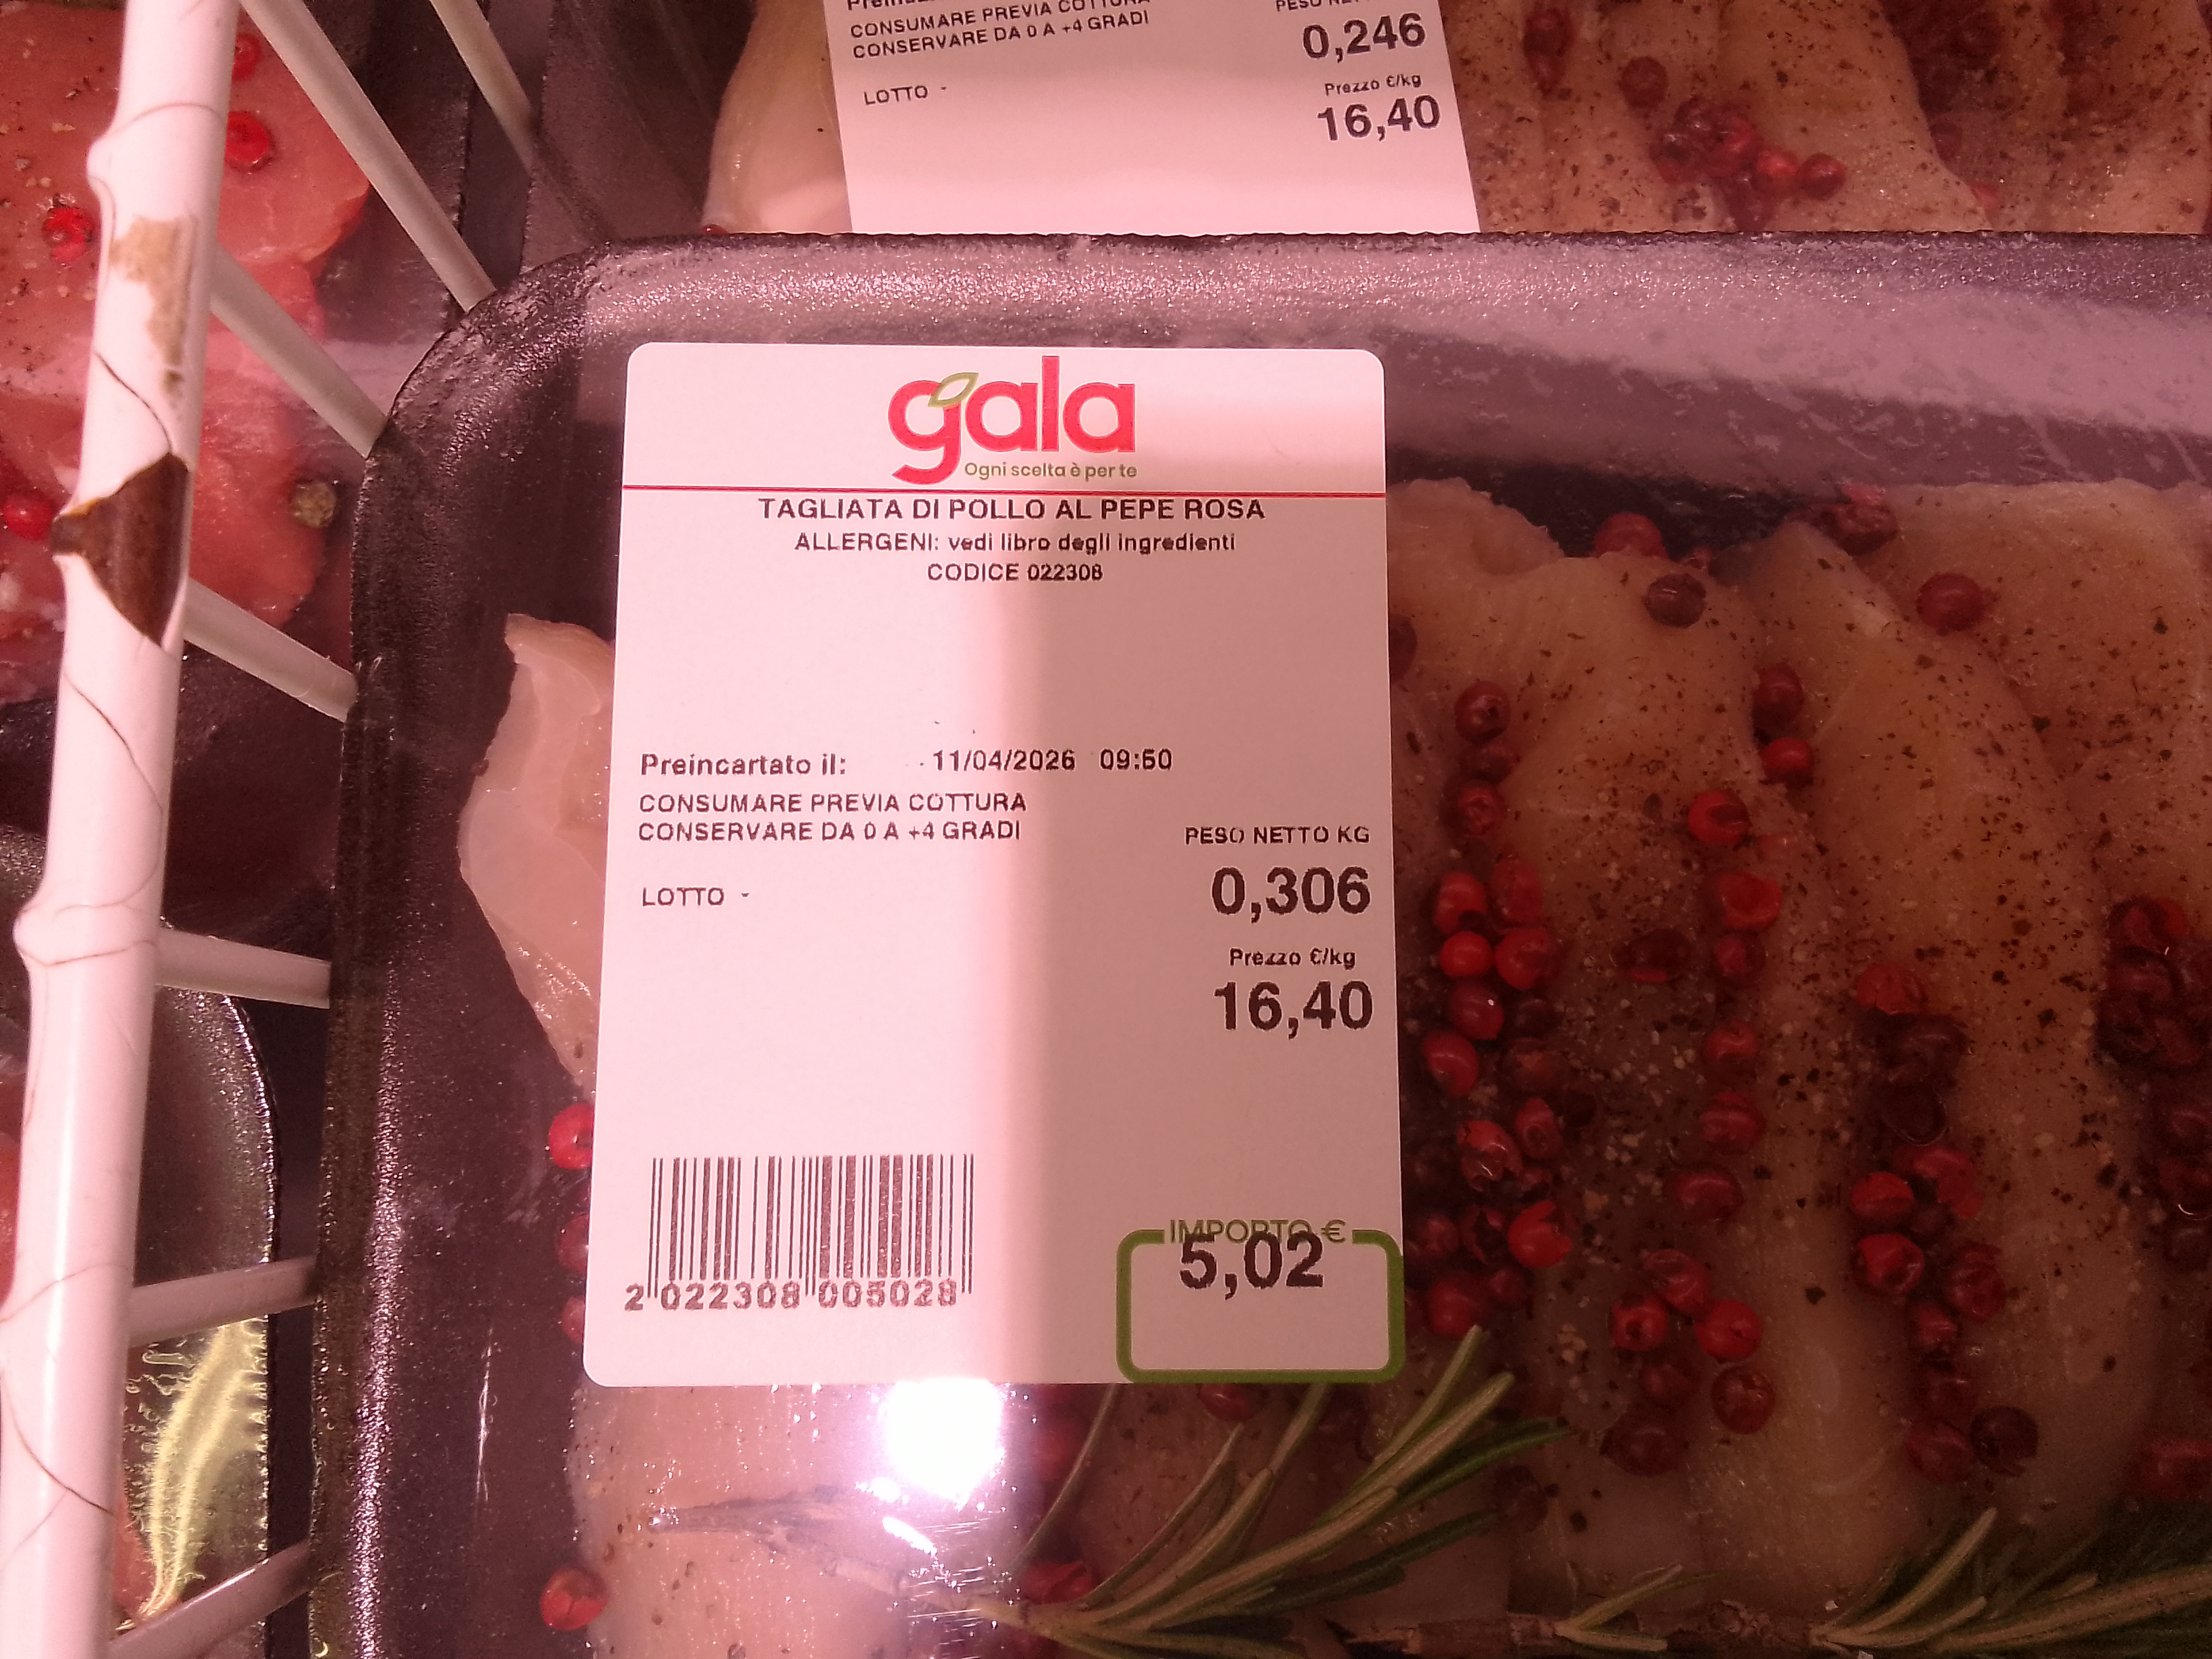 CONSUMARE PREVIA COTTURA
CONSERVARE DA 0 A +4 GRADI
PESO NET
0,246
LOTTO -
Prezzo €/kg
16,40
gala
Ogni scelta è per te
TAGLIATA DI POLLO AL PEPE ROSA
ALLERGENI: vedi libro degli ingredienti
CODICE 022308
Preincartato il: 11/04/2026 09:50
CONSUMARE PREVIA COTTURA
CONSERVARE DA 0 A +4 GRADI
PESO NETTO KG
0,306
LOTTO -
Prezzo €/kg
16,40
IMPORTO €
5,02
2 022308 005028